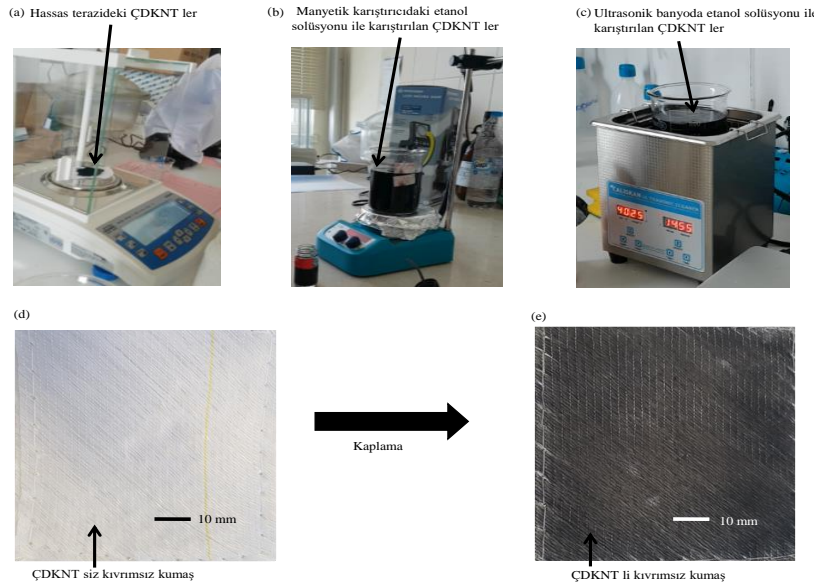 (a) Hassas terazideki ÇDKNT ler
(b) Manyetik karıştırıcıdaki etanol
solüsyonu ile karıştırılan ÇDKNT ler
(c) Ultrasonik banyoda etanol solüsyonu ile
karıştırılan ÇDKNT ler
4025
1455
(d)
(e)
Kaplama
10 mm
10 mm
ÇDKNT siz kıvrımsız kumaş
ÇDKNT li kıvrımsız kumaş